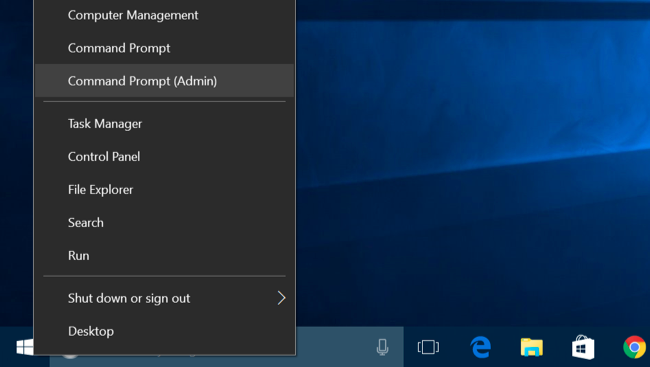 Computer Management
Command Prompt
Command Prompt (Admin)
Task Manager
Control Panel
File Explorer
Search
Run
Shut down or sign out
Desktop